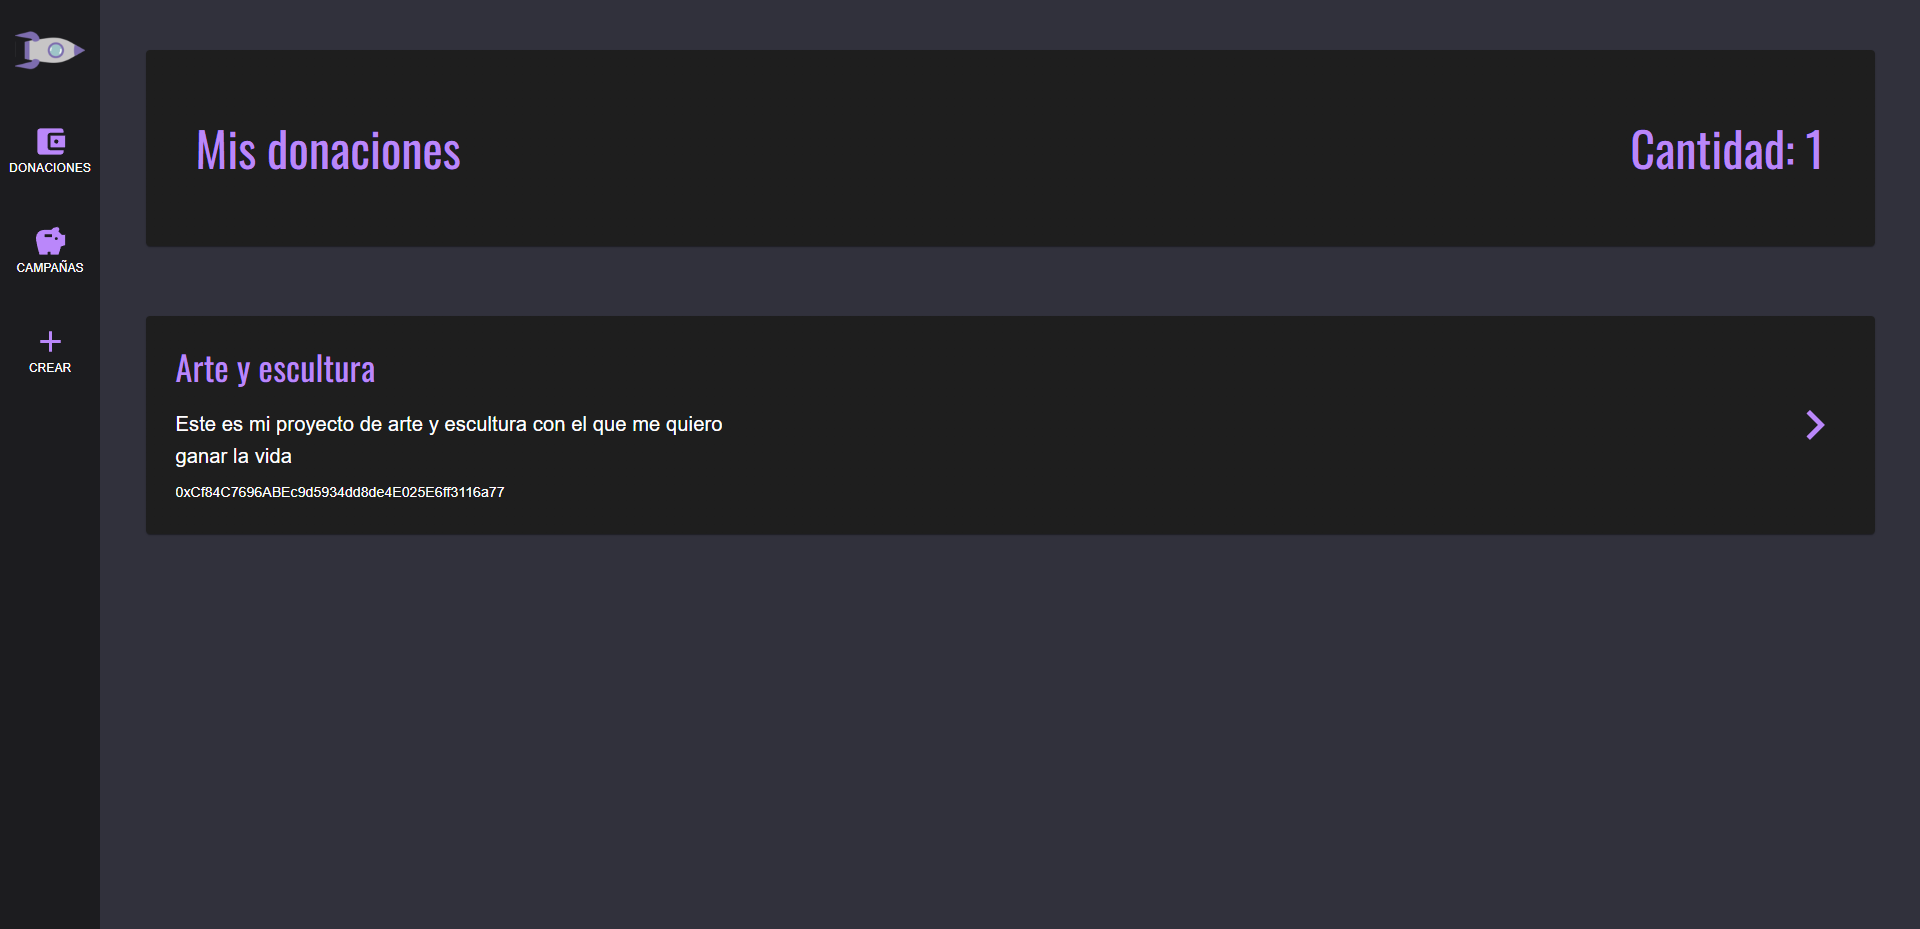 DONACIONES
CAMPAÑAS
CREAR
Mis donaciones
Cantidad: 1
Arte y escultura
Este es mi proyecto de arte y escultura con el que me quiero
ganar la vida
0xCf84C7696ABEc9d5934dd8de4E025E6ff3116a77